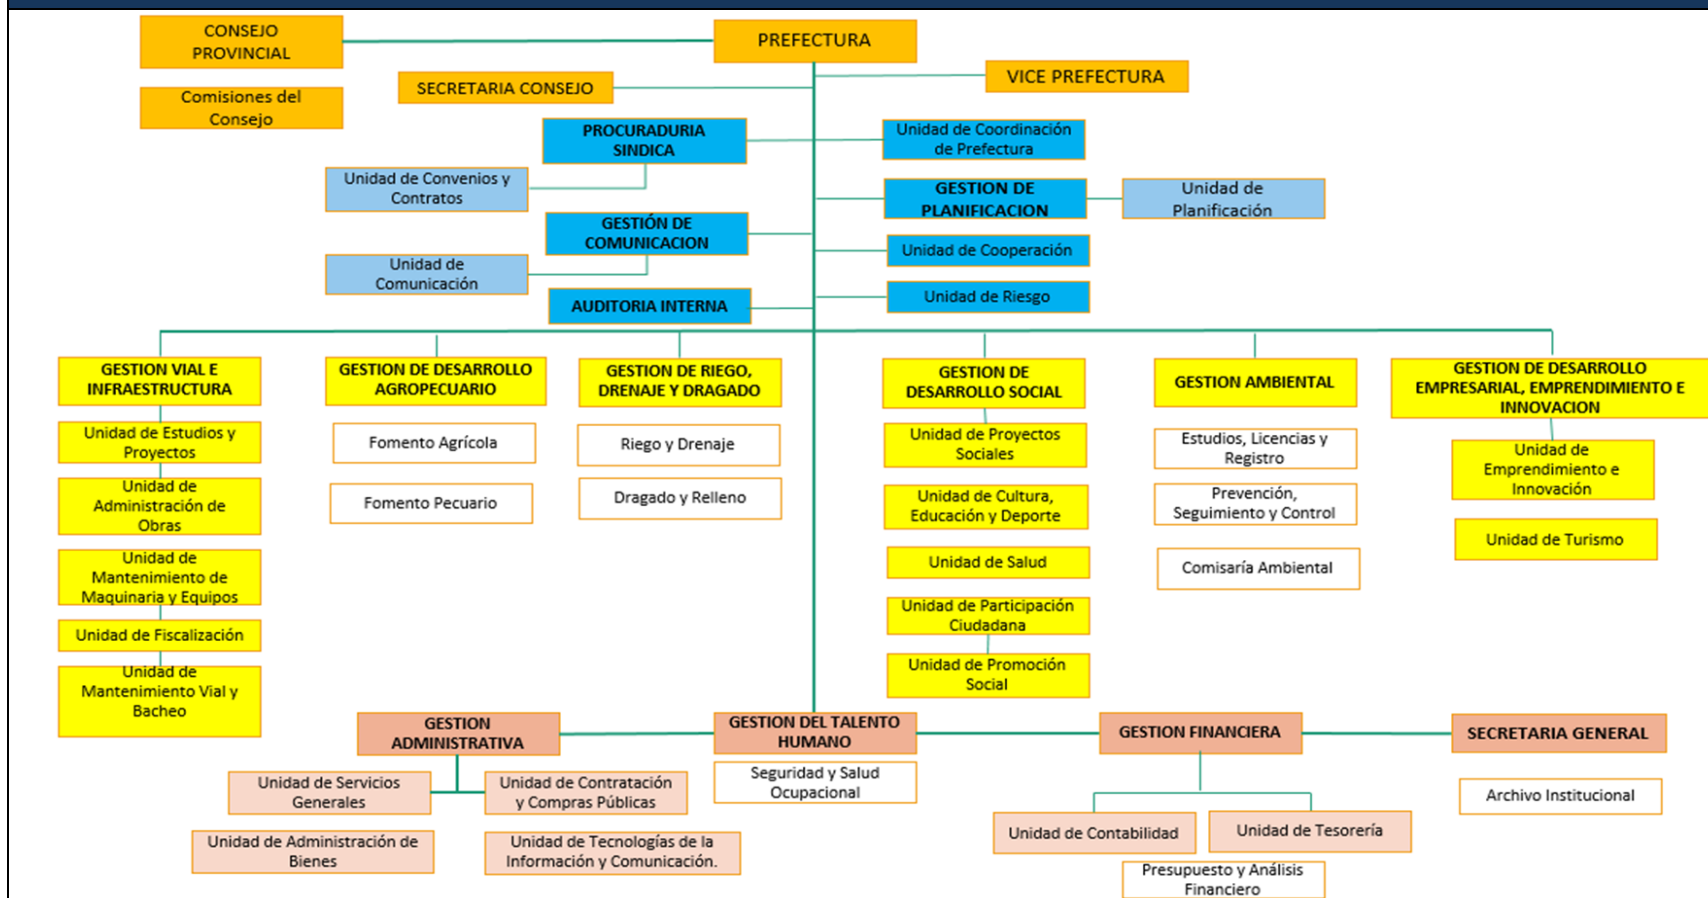 CONSEJO
PROVINCIAL
PREFECTURA
SECRETARIA CONSEJO
VICE PREFECTURA
Comisiones del
Consejo
PROCURADURIA
SINDICA
Unidad de Coordinación
de Prefectura
Unidad de Convenios y
Contratos
GESTION DE
PLANIFICACION
Unidad de
Planificación
GESTIÓN DE
COMUNICACION
Unidad de Cooperación
Unidad de
Comunicación
AUDITORIA INTERNA
Unidad de Riesgo
GESTION VIAL E
INFRAESTRUCTURA
Unidad de Estudios y
Proyectos
Unidad de
Administración de
Obras
Unidad de
Mantenimiento de
Maquinaria y Equipos
Unidad de Fiscalización
Unidad de
Mantenimiento Vial y
Bacheo
GESTION DE DESARROLLO
AGROPECUARIO
Fomento Agrícola
Fomento Pecuario
GESTION DE RIEGO,
DRENAJE Y DRAGADO
Riego y Drenaje
Dragado y Relleno
GESTION DE
DESARROLLO SOCIAL
Unidad de Proyectos
Sociales
Unidad de Cultura,
Educación y Deporte
Unidad de Salud
Unidad de Participación
Ciudadana
Unidad de Promoción
Social
GESTION AMBIENTAL
Estudios, Licencias y
Registro
Prevención,
Seguimiento y Control
Comisaría Ambiental
GESTION DE DESARROLLO
EMPRESARIAL, EMPRENDIMIENTO E
INNOVACION
Unidad de
Emprendimiento e
Innovación
Unidad de Turismo
GESTION
ADMINISTRATIVA
Unidad de Servicios
Generales
Unidad de Contratación
y Compras Públicas
Unidad de Administración de
Bienes
Unidad de Tecnologías de la
Información y Comunicación.
GESTION DEL TALENTO
HUMANO
Seguridad y Salud
Ocupacional
GESTION FINANCIERA
Unidad de Contabilidad
Unidad de Tesorería
Presupuesto y Análisis
Financiero
SECRETARIA GENERAL
Archivo Institucional